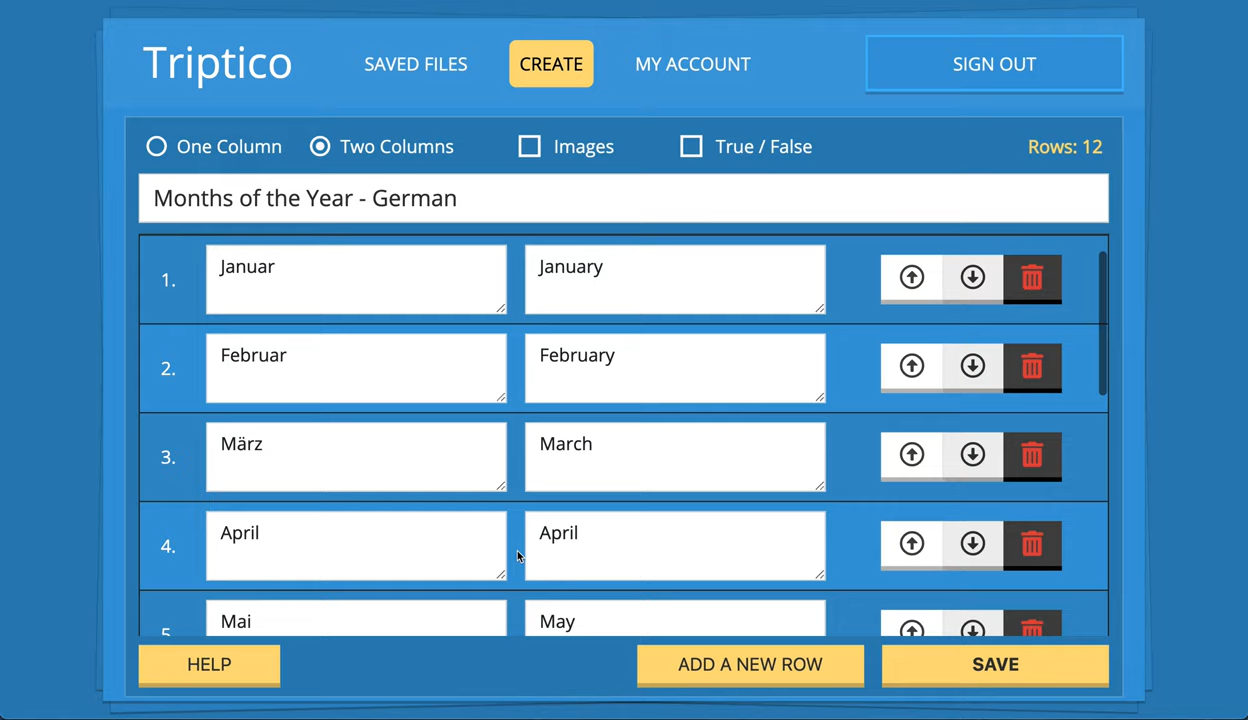 Triptico SAVED FILES CREATE MY ACCOUNT SIGN OUT
One Column Two Columns Images True / False Rows: 12
Months of the Year - German
1. Januar January
2. Februar February
3. März March
4. April April
5. Mai May
HELP ADD A NEW ROW SAVE